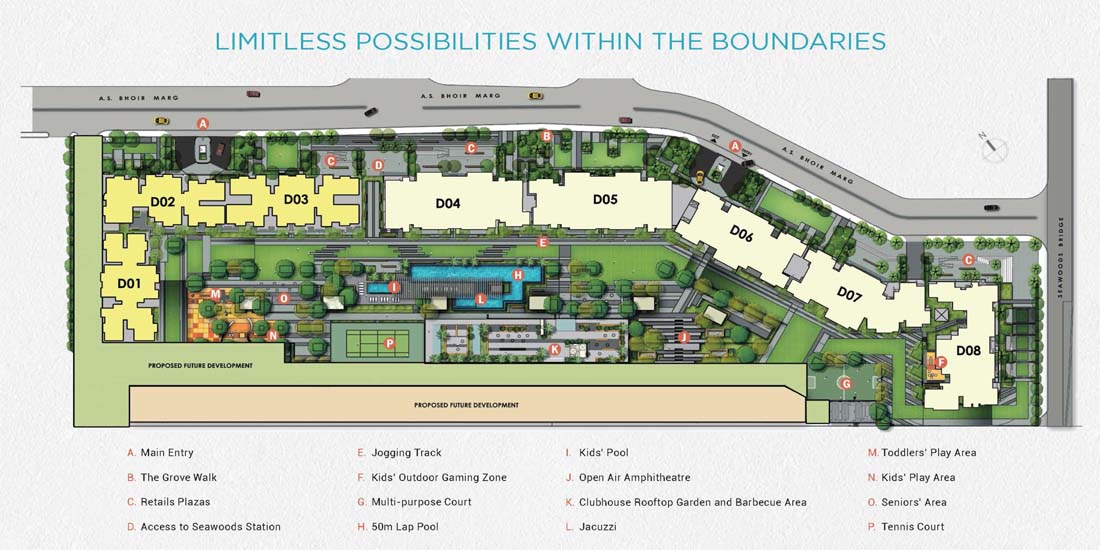 LIMITLESS POSSIBILITIES WITHIN THE BOUNDARIES
A.S. BHOIR MARG
A.S. BHOIR MARG
A.S. BHOIR MARG
SEAWOODS BRIDGE
N
A
B
C
D
C
EXIT
A
ENTRY
D02
D03
D04
D05
D06
D07
D08
D01
E
C
H
I
L
M
O
N
P
K
J
F
G
PROPOSED FUTURE DEVELOPMENT
PROPOSED FUTURE DEVELOPMENT
A. Main Entry
B. The Grove Walk
C. Retails Plazas
D. Access to Seawoods Station
E. Jogging Track
F. Kids' Outdoor Gaming Zone
G. Multi-purpose Court
H. 50m Lap Pool
I. Kids' Pool
J. Open Air Amphitheatre
K. Clubhouse Rooftop Garden and Barbecue Area
L. Jacuzzi
M. Toddlers' Play Area
N. Kids' Play Area
O. Seniors' Area
P. Tennis Court